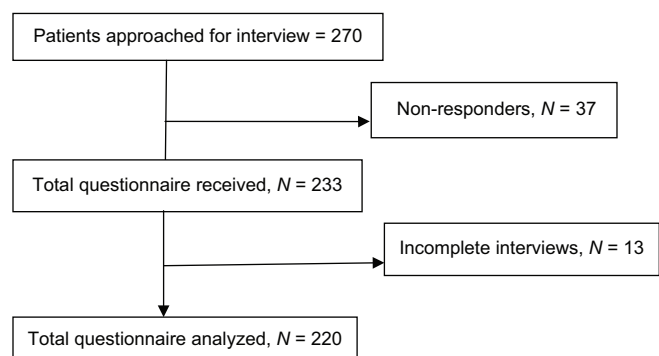 Patients approached for interview = 270
Non-responders, N = 37
Total questionnaire received, N = 233
Incomplete interviews, N = 13
Total questionnaire analyzed, N = 220